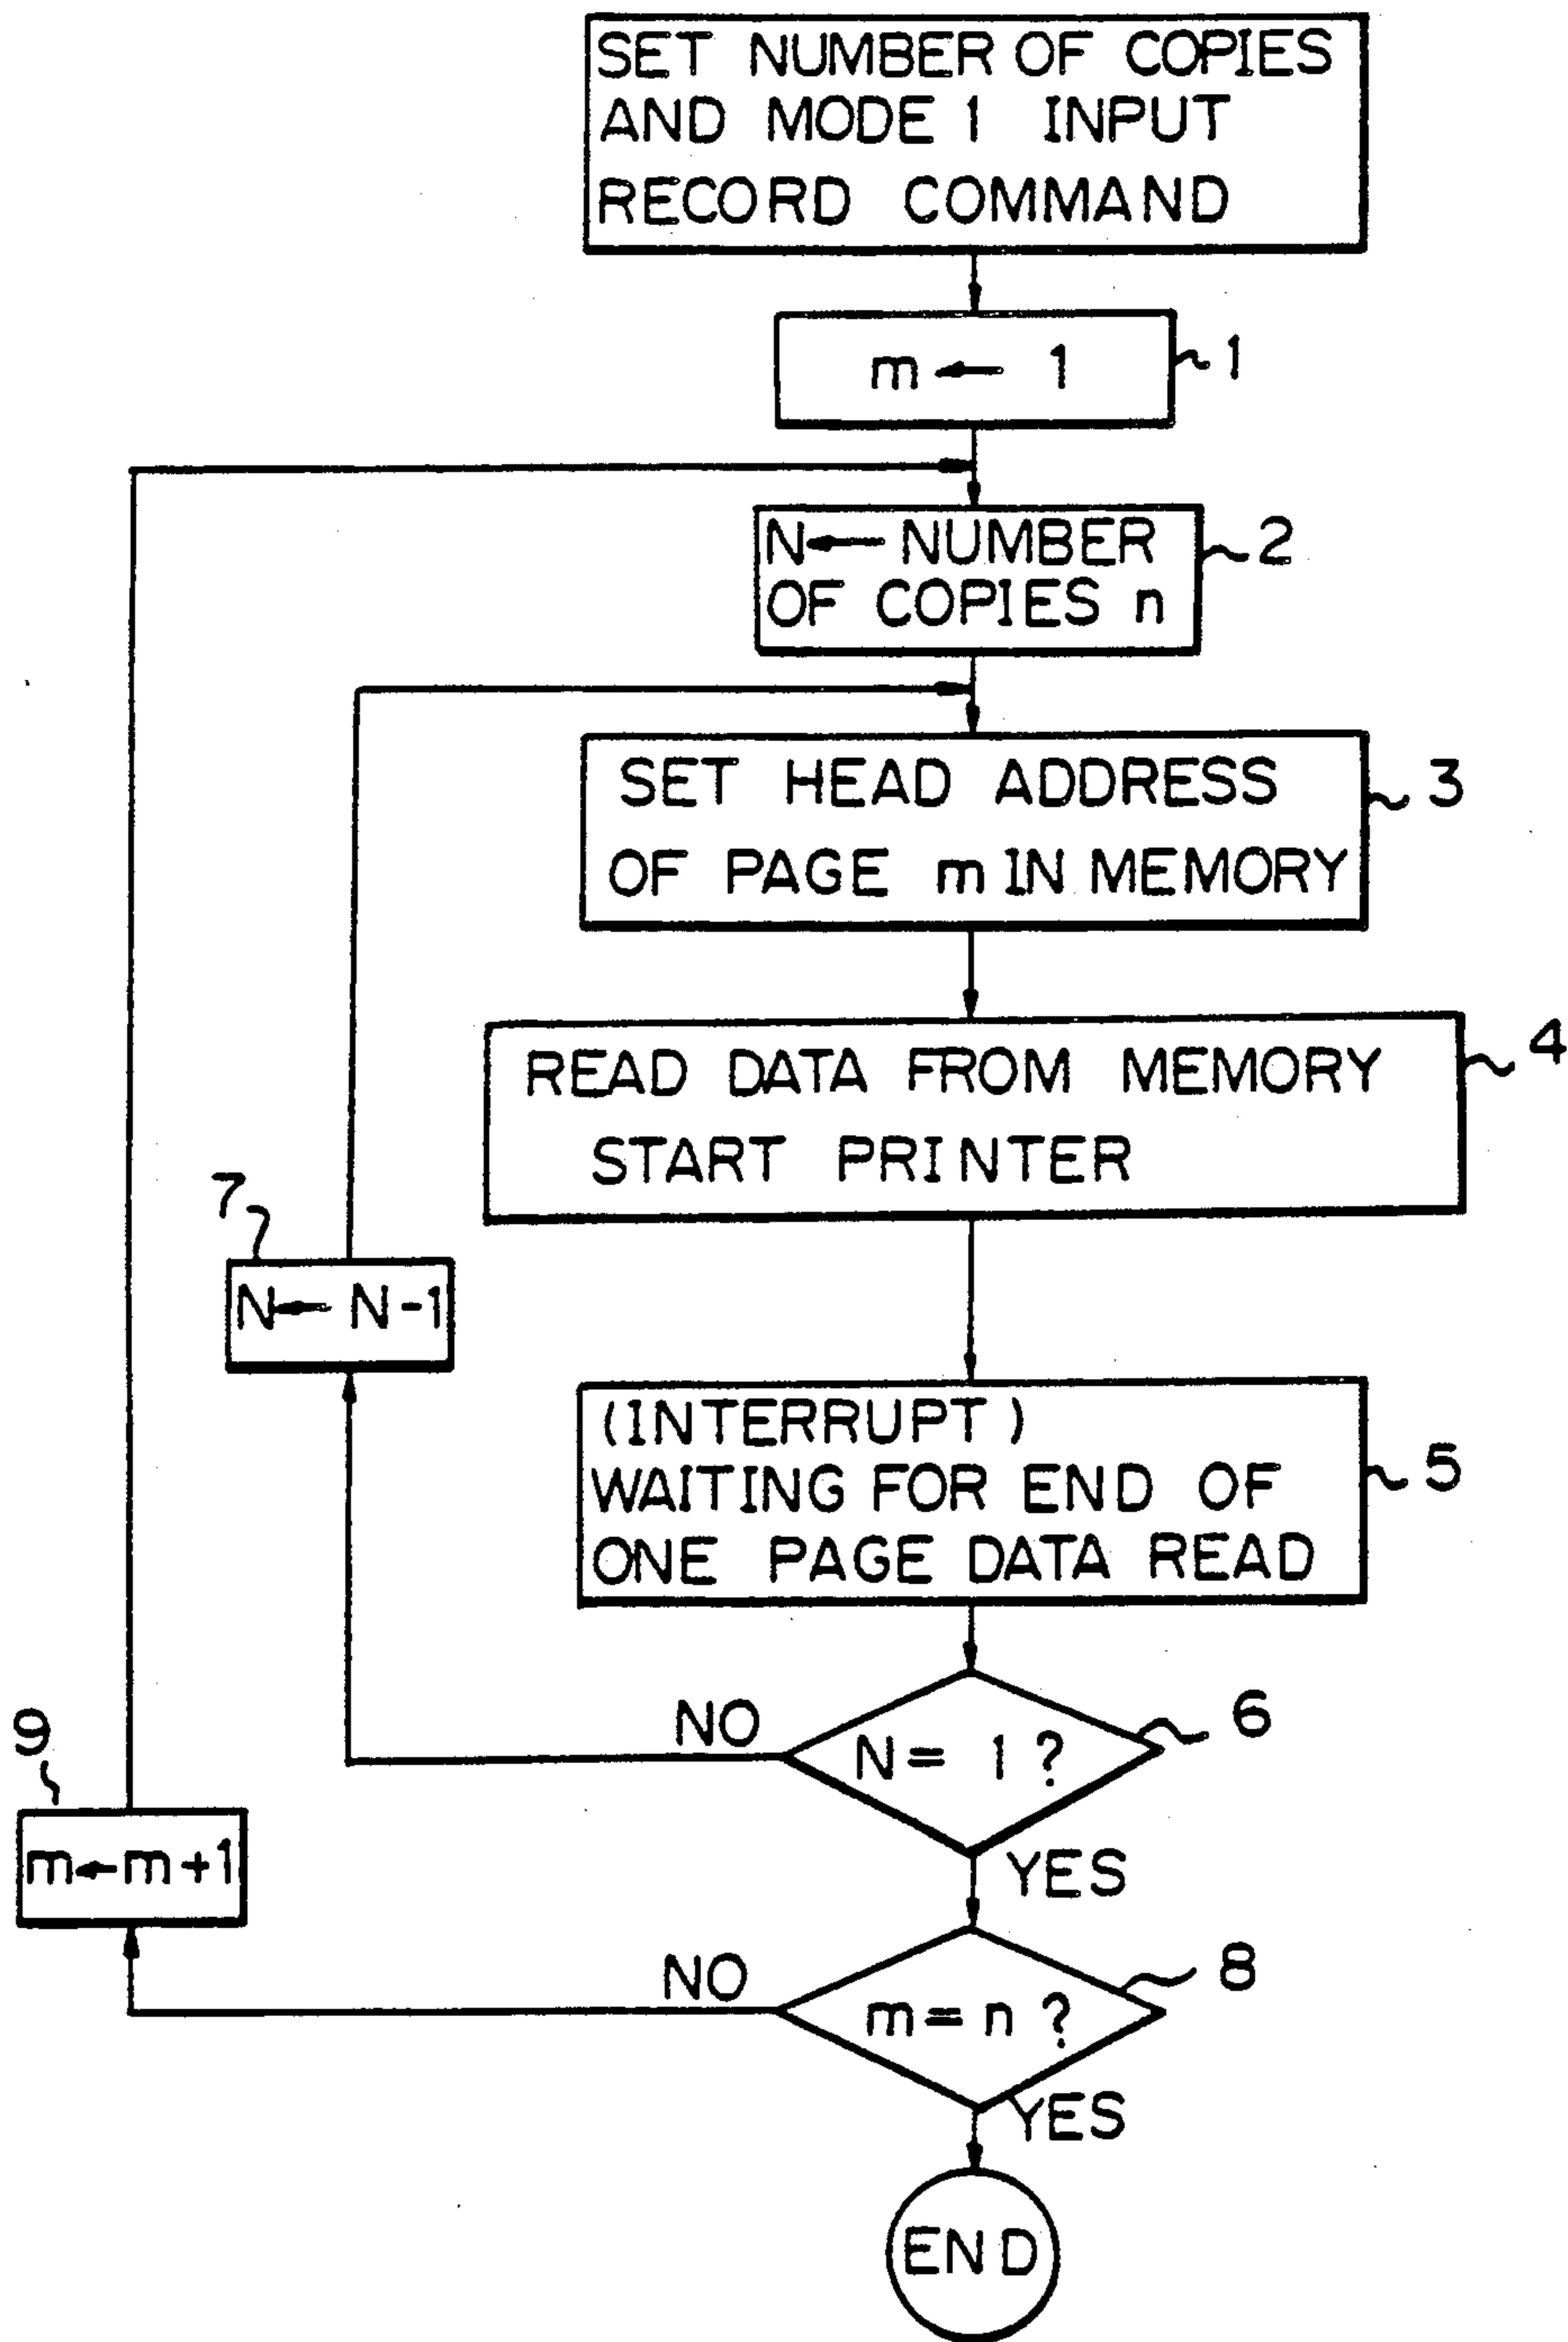 SET NUMBER OF COPIES
AND MODE 1 INPUT
RECORD COMMAND
m ← 1
1
N ← NUMBER
OF COPIES n
2
SET HEAD ADDRESS
OF PAGE m IN MEMORY
3
READ DATA FROM MEMORY
START PRINTER
4
7
N ← N-1
(INTERRUPT)
WAITING FOR END OF
ONE PAGE DATA READ
5
NO
N = 1 ?
6
YES
9
m ← m+1
NO
m = n ?
8
YES
END